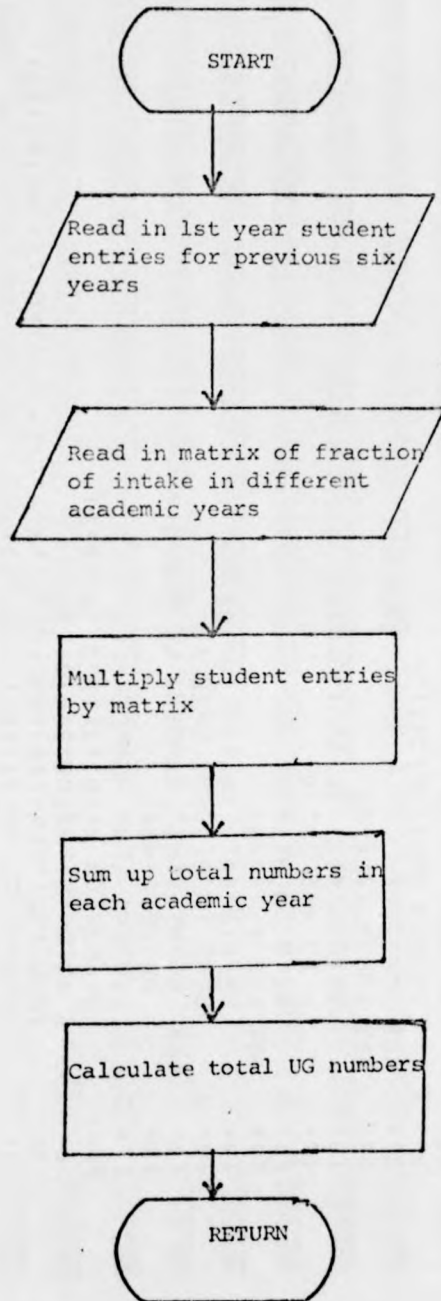 START
Read in 1st year student
entries for previous six
years
Read in matrix of fraction
of intake in different
academic years
Multiply student entries
by matrix
Sum up total numbers in
each academic year
Calculate total UG numbers
RETURN